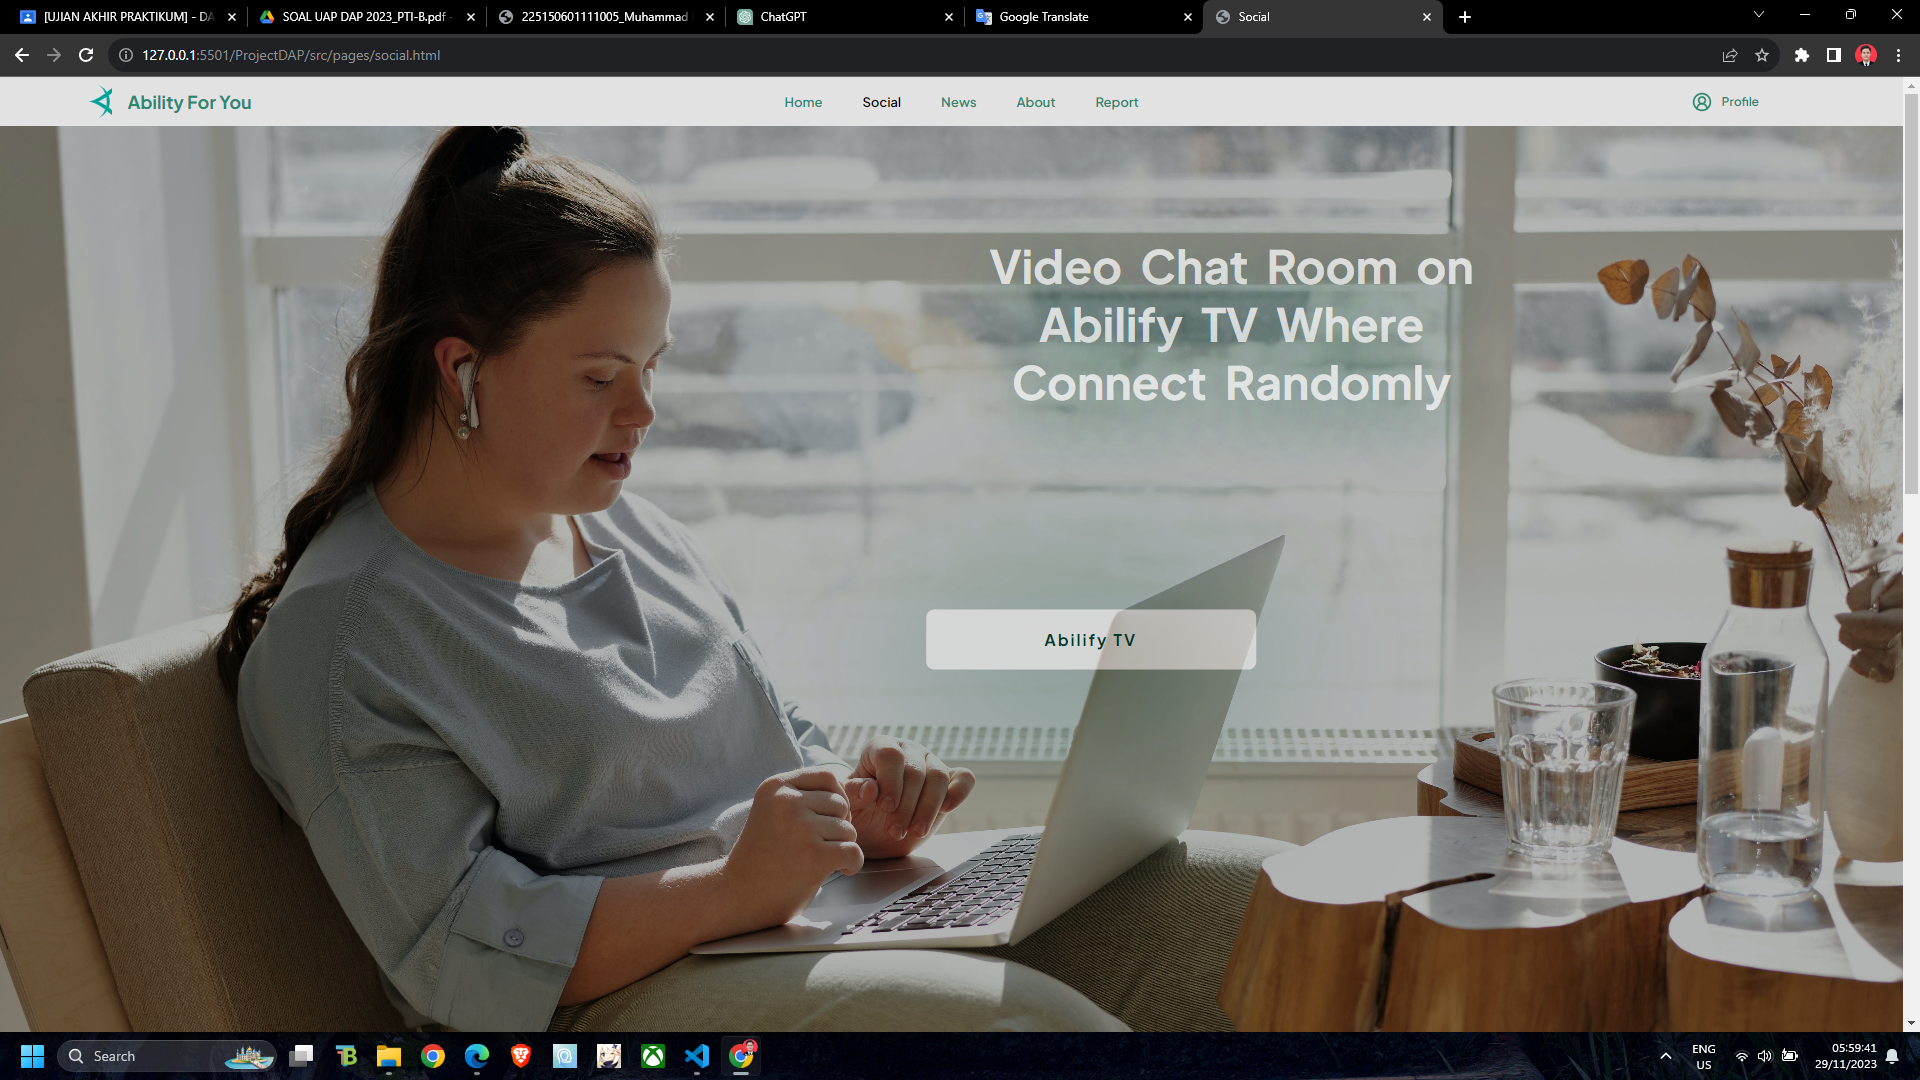 [UJIAN AKHIR PRAKTIKUM] - DA
SOAL UAP DAP 2023_PTI-B.pdf -
225150601111005_Muhammad
ChatGPT
Google Translate
Social
127.0.0.1:5501/ProjectDAP/src/pages/social.html
Ability For You
Home
Social
News
About
Report
Profile
Video Chat Room on
Abilify TV Where
Connect Randomly
Abilify TV
Search
ENG
US
05:59:41
29/11/2023